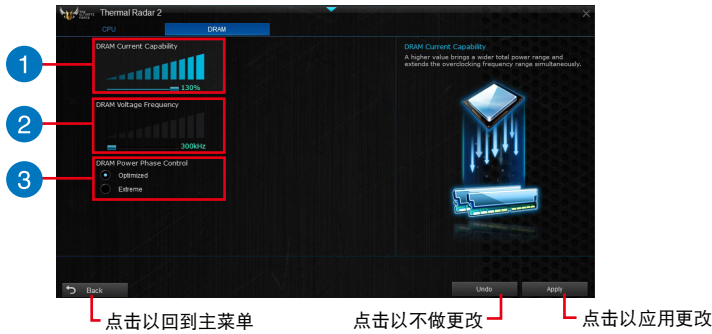 THE ULTIMATE FORCE
Thermal Radar 2
CPU
DRAM
1
DRAM Current Capability
130%
2
DRAM Voltage Frequency
300kHz
3
DRAM Power Phase Control
Optimized
Extreme
DRAM Current Capability
A higher value brings a wider total power range and
extends the overclocking frequency range simultaneously.
Back
Undo
Apply
点击以回到主菜单
点击以不做更改
点击以应用更改